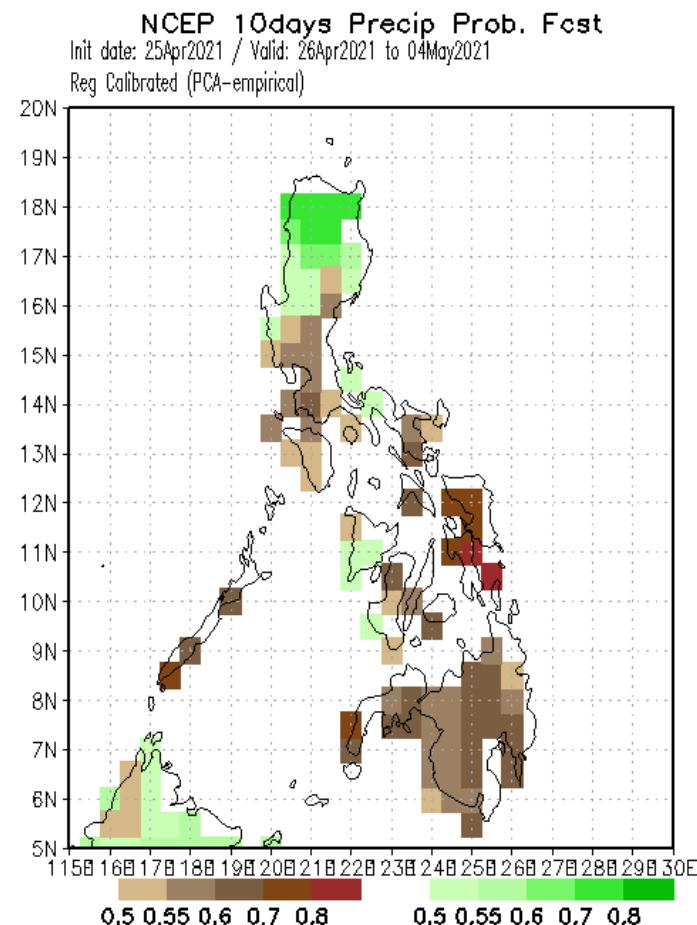 NCEP 10days Precip Prob. Fcst
Init date: 25Apr2021 / Valid: 26Apr2021 to 04May2021
Reg Calibrated (PCA-empirical)
20N
19N
18N
17N
16N
15N
14N
13N
12N
11N
10N
9N
8N
7N
6N
5N
115E 116E 117E 118E 119E 120E 121E 122E 123E 124E 125E 126E 127E 128E 129E 130E
0.5 0.55 0.6 0.7 0.8 0.5 0.55 0.6 0.7 0.8